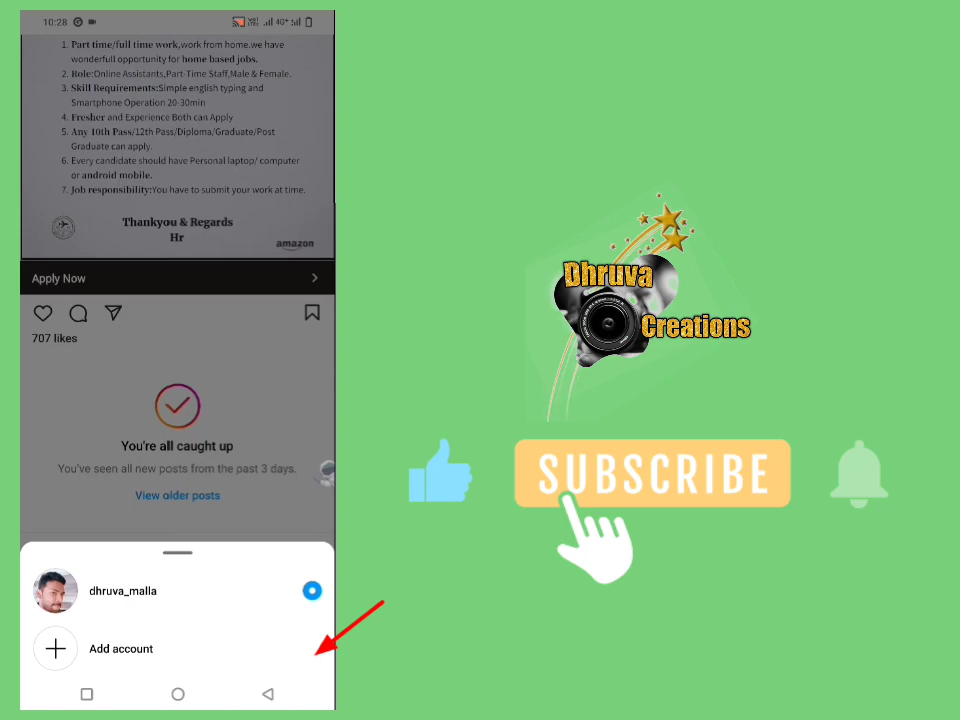 10:28
4G+
1. Part time/full time work,work from home.we have
wonderfull opportunity for home based jobs.
2. Role:Online Assistants,Part-Time Staff,Male & Female.
3. Skill Requirements:Simple english typing and
Smartphone Operation 20-30min
4. Fresher and Experience Both can Apply
5. Any 10th Pass/12th Pass/Diploma/Graduate/Post
Graduate can apply.
6. Every candidate should have Personal laptop/ computer
or android mobile.
7. Job responsibility:You have to submit your work at time.
Thankyou & Regards
Hr
amazon
Apply Now
707 likes
You're all caught up
You've seen all new posts from the past 3 days.
View older posts
dhruva_malla
Add account
Dhruva
Creations
SUBSCRIBE